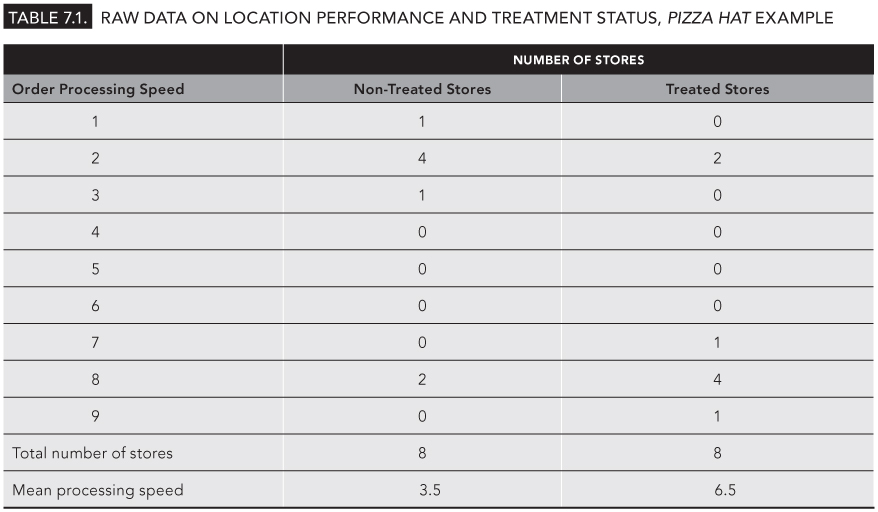 TABLE 7.1. RAW DATA ON LOCATION PERFORMANCE AND TREATMENT STATUS, PIZZA HAT EXAMPLE
NUMBER OF STORES
Order Processing Speed Non-Treated Stores Treated Stores
1 1 0
2 4 2
3 1 0
4 0 0
5 0 0
6 0 0
7 0 1
8 2 4
9 0 1
Total number of stores 8 8
Mean processing speed 3.5 6.5